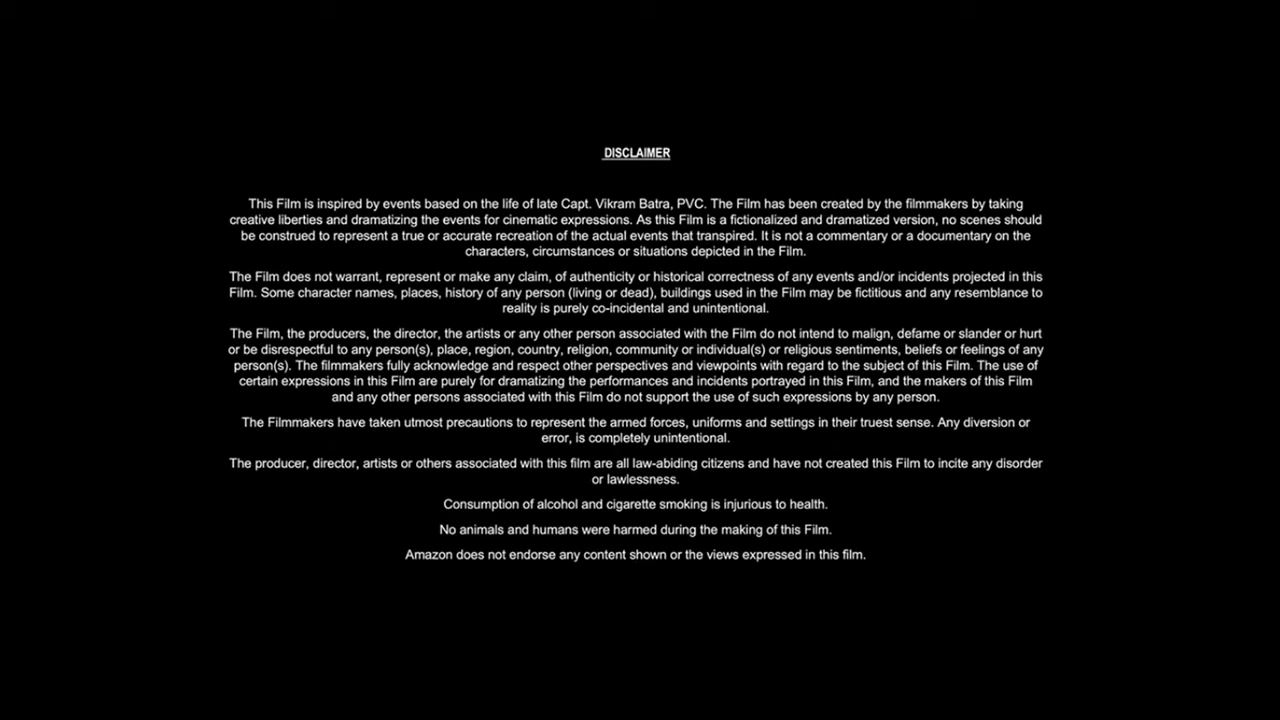 DISCLAIMER
This Film is inspired by events based on the life of late Capt. Vikram Batra, PVC. The Film has been created by the filmmakers by taking
creative liberties and dramatizing the events for cinematic expressions. As this Film is a fictionalized and dramatized version, no scenes should
be construed to represent a true or accurate recreation of the actual events that transpired. It is not a commentary or a documentary on the
characters, circumstances or situations depicted in the Film.
The Film does not warrant, represent or make any claim, of authenticity or historical correctness of any events and/or incidents projected in this
Film. Some character names, places, history of any person (living or dead), buildings used in the Film may be fictitious and any resemblance to
reality is purely co-incidental and unintentional.
The Film, the producers, the director, the artists or any other person associated with the Film do not intend to malign, defame or slander or hurt
or be disrespectful to any person(s), place, region, country, religion, community or individual(s) or religious sentiments, beliefs or feelings of any
person(s). The filmmakers fully acknowledge and respect other perspectives and viewpoints with regard to the subject of this Film. The use of
certain expressions in this Film are purely for dramatizing the performances and incidents portrayed in this Film, and the makers of this Film
and any other persons associated with this Film do not support the use of such expressions by any person.
The Filmmakers have taken utmost precautions to represent the armed forces, uniforms and settings in their truest sense. Any diversion or
error, is completely unintentional.
The producer, director, artists or others associated with this film are all law-abiding citizens and have not created this Film to incite any disorder
or lawlessness.
Consumption of alcohol and cigarette smoking is injurious to health.
No animals and humans were harmed during the making of this Film.
Amazon does not endorse any content shown or the views expressed in this film.